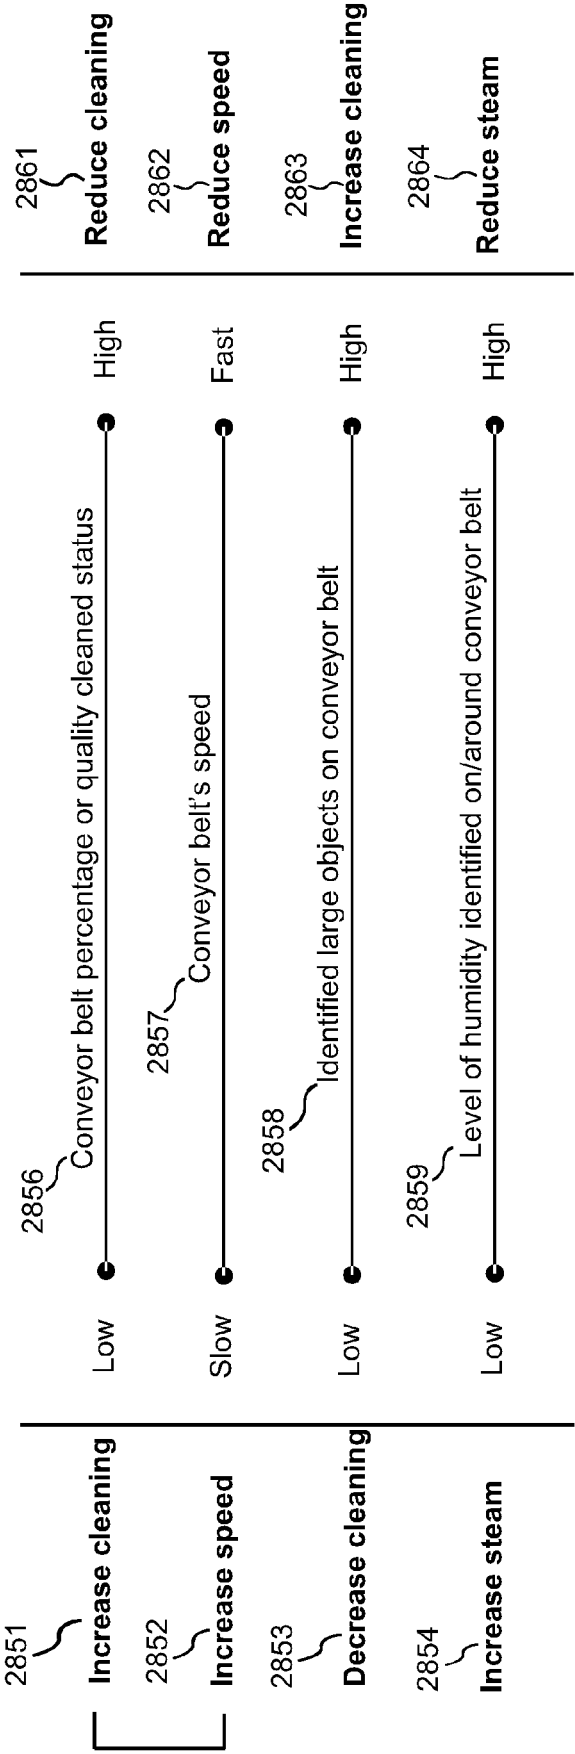 2851
Increase cleaning
Low
2856
Conveyor belt percentage or quality cleaned status
High
2861
Reduce cleaning
2852
Increase speed
Slow
2857
Conveyor belt's speed
Fast
2862
Reduce speed
2853
Decrease cleaning
Low
2858
Identified large objects on conveyor belt
High
2863
Increase cleaning
2854
Increase steam
Low
2859
Level of humidity identified on/around conveyor belt
High
2864
Reduce steam